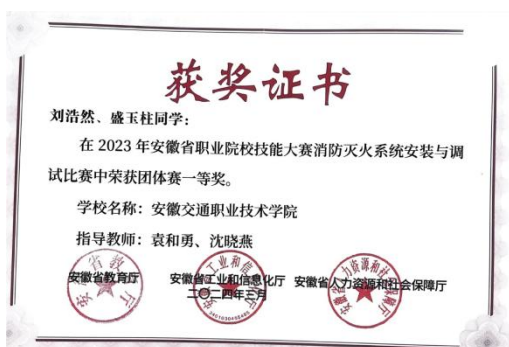 获奖证书
刘浩然、盛玉柱同学：
在 2023 年安徽省职业院校技能大赛消防灭火系统安装与调
试比赛中荣获团体赛一等奖。
学校名称：安徽交通职业技术学院
指导教师：袁和勇、沈晓燕
安徽省教育厅 安徽省工业和信息化厅 安徽省人力资源和社会保障厅
二〇二四年三月